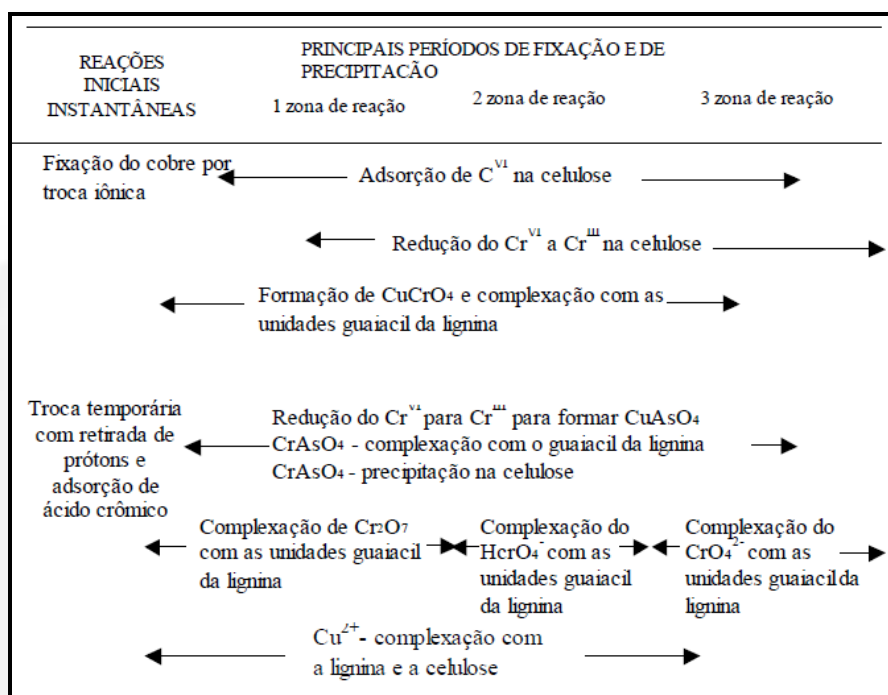 REAÇÕES
INICIAIS
INSTANTÂNEAS
PRINCIPAIS PERÍODOS DE FIXAÇÃO E DE
PRECIPITACÃO
1 zona de reação
2 zona de reação
3 zona de reação
Fixação do cobre por
troca iônica
Adsorção de C^VI na celulose
Redução do Cr^VI a Cr^III na celulose
Formação de CuCrO₄ e complexação com as
unidades guaiacil da lignina
Troca temporária
com retirada de
prótons e
adsorção de
ácido crômico
Redução do Cr^VI para Cr^III para formar CuAsO₄
CrAsO₄ - complexação com o guaiacil da lignina
CrAsO₄ - precipitação na celulose
Complexação de Cr₂O₇
com as unidades guaiacil
da lignina
Complexação do
HcrO₄⁻ com as
unidades guaiacil
da lignina
Complexação do
CrO₄²⁻ com as
unidades guaiacil da
lignina
Cu²⁺- complexação com
a lignina e a celulose